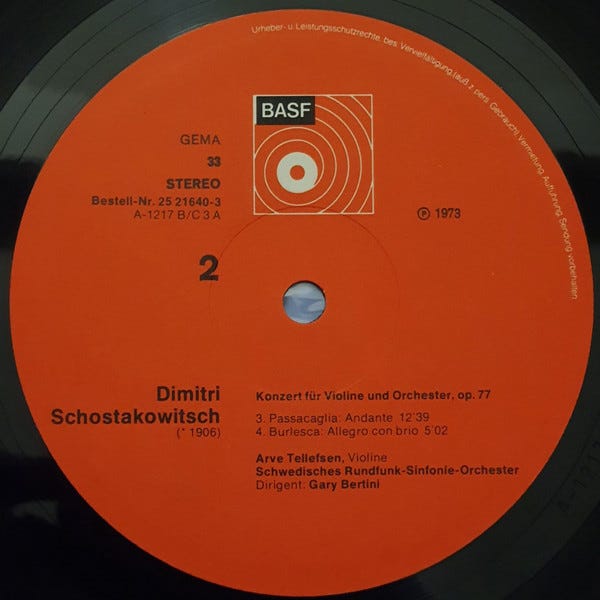 Urheber- u. Leistungsschutzrechte, bes. Vervielfältigung (auß. z. pers. Gebrauch), Vermietung, Aufführung, Sendung vorbehalten.
BASF
GEMA
33
STEREO
Bestell-Nr. 25 21640-3
A-1217 B/C 3 A
℗ 1973
2
Dimitri
Schostakowitsch
(* 1906)
Konzert für Violine und Orchester, op. 77
3. Passacaglia: Andante 12'39
4. Burlesca: Allegro con brio 5'02
Arve Tellefsen, Violine
Schwedisches Rundfunk-Sinfonie-Orchester
Dirigent: Gary Bertini